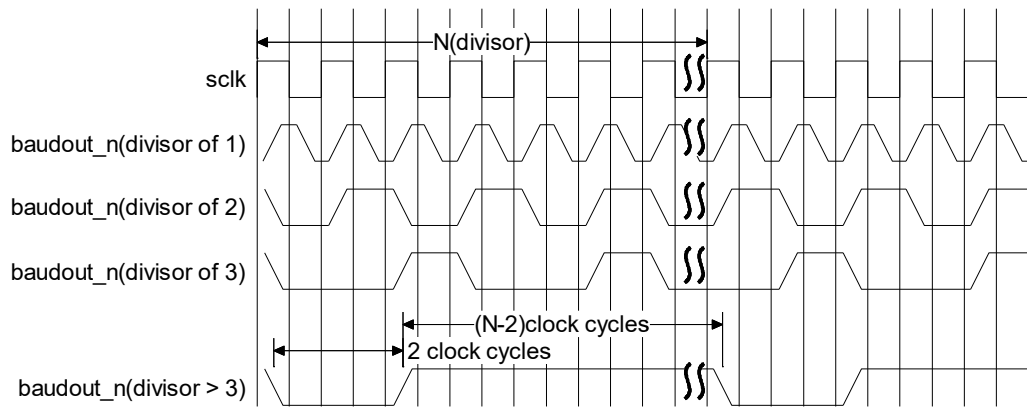 N(divisor)
sclk
baudout_n(divisor of 1)
baudout_n(divisor of 2)
baudout_n(divisor of 3)
(N-2)clock cycles
2 clock cycles
baudout_n(divisor > 3)